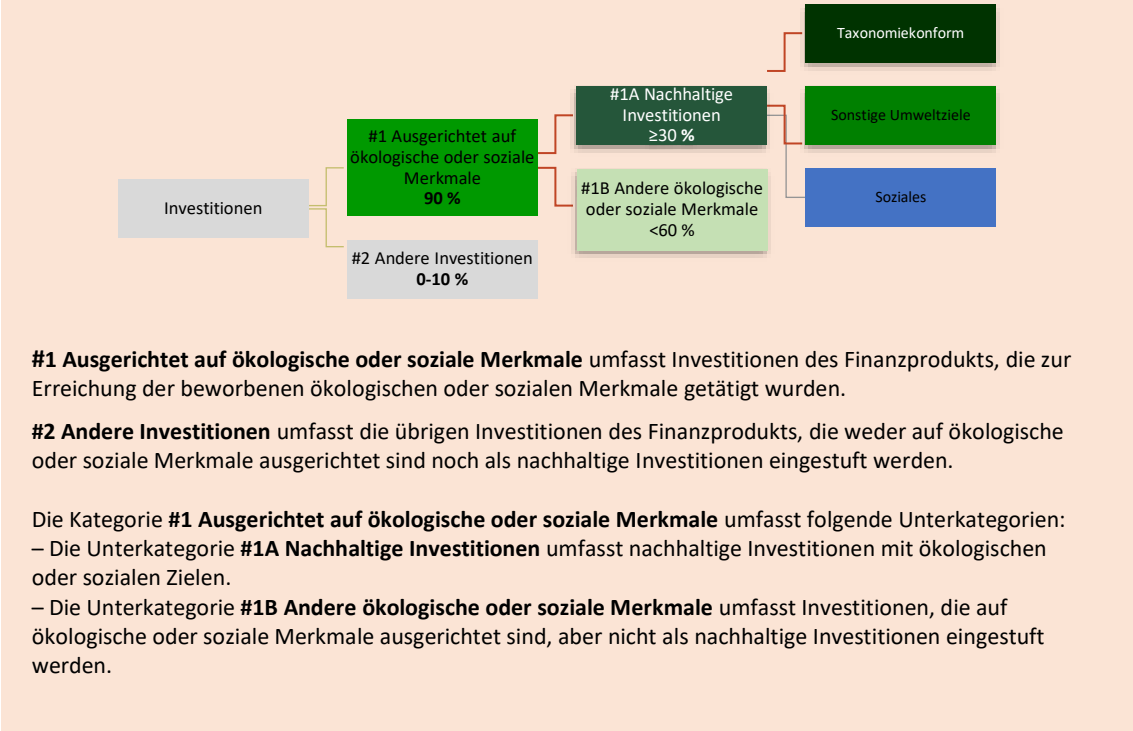 Taxonomiekonform
#1A Nachhaltige
Investitionen
≥30 %
Sonstige Umweltziele
#1 Ausgerichtet auf
ökologische oder soziale
Merkmale
90 %
#1B Andere ökologische
oder soziale Merkmale
<60 %
Soziales
Investitionen
#2 Andere Investitionen
0-10 %
#1 Ausgerichtet auf ökologische oder soziale Merkmale umfasst Investitionen des Finanzprodukts, die zur
Erreichung der beworbenen ökologischen oder sozialen Merkmale getätigt wurden.
#2 Andere Investitionen umfasst die übrigen Investitionen des Finanzprodukts, die weder auf ökologische
oder soziale Merkmale ausgerichtet sind noch als nachhaltige Investitionen eingestuft werden.
Die Kategorie #1 Ausgerichtet auf ökologische oder soziale Merkmale umfasst folgende Unterkategorien:
– Die Unterkategorie #1A Nachhaltige Investitionen umfasst nachhaltige Investitionen mit ökologischen
oder sozialen Zielen.
– Die Unterkategorie #1B Andere ökologische oder soziale Merkmale umfasst Investitionen, die auf
ökologische oder soziale Merkmale ausgerichtet sind, aber nicht als nachhaltige Investitionen eingestuft
werden.